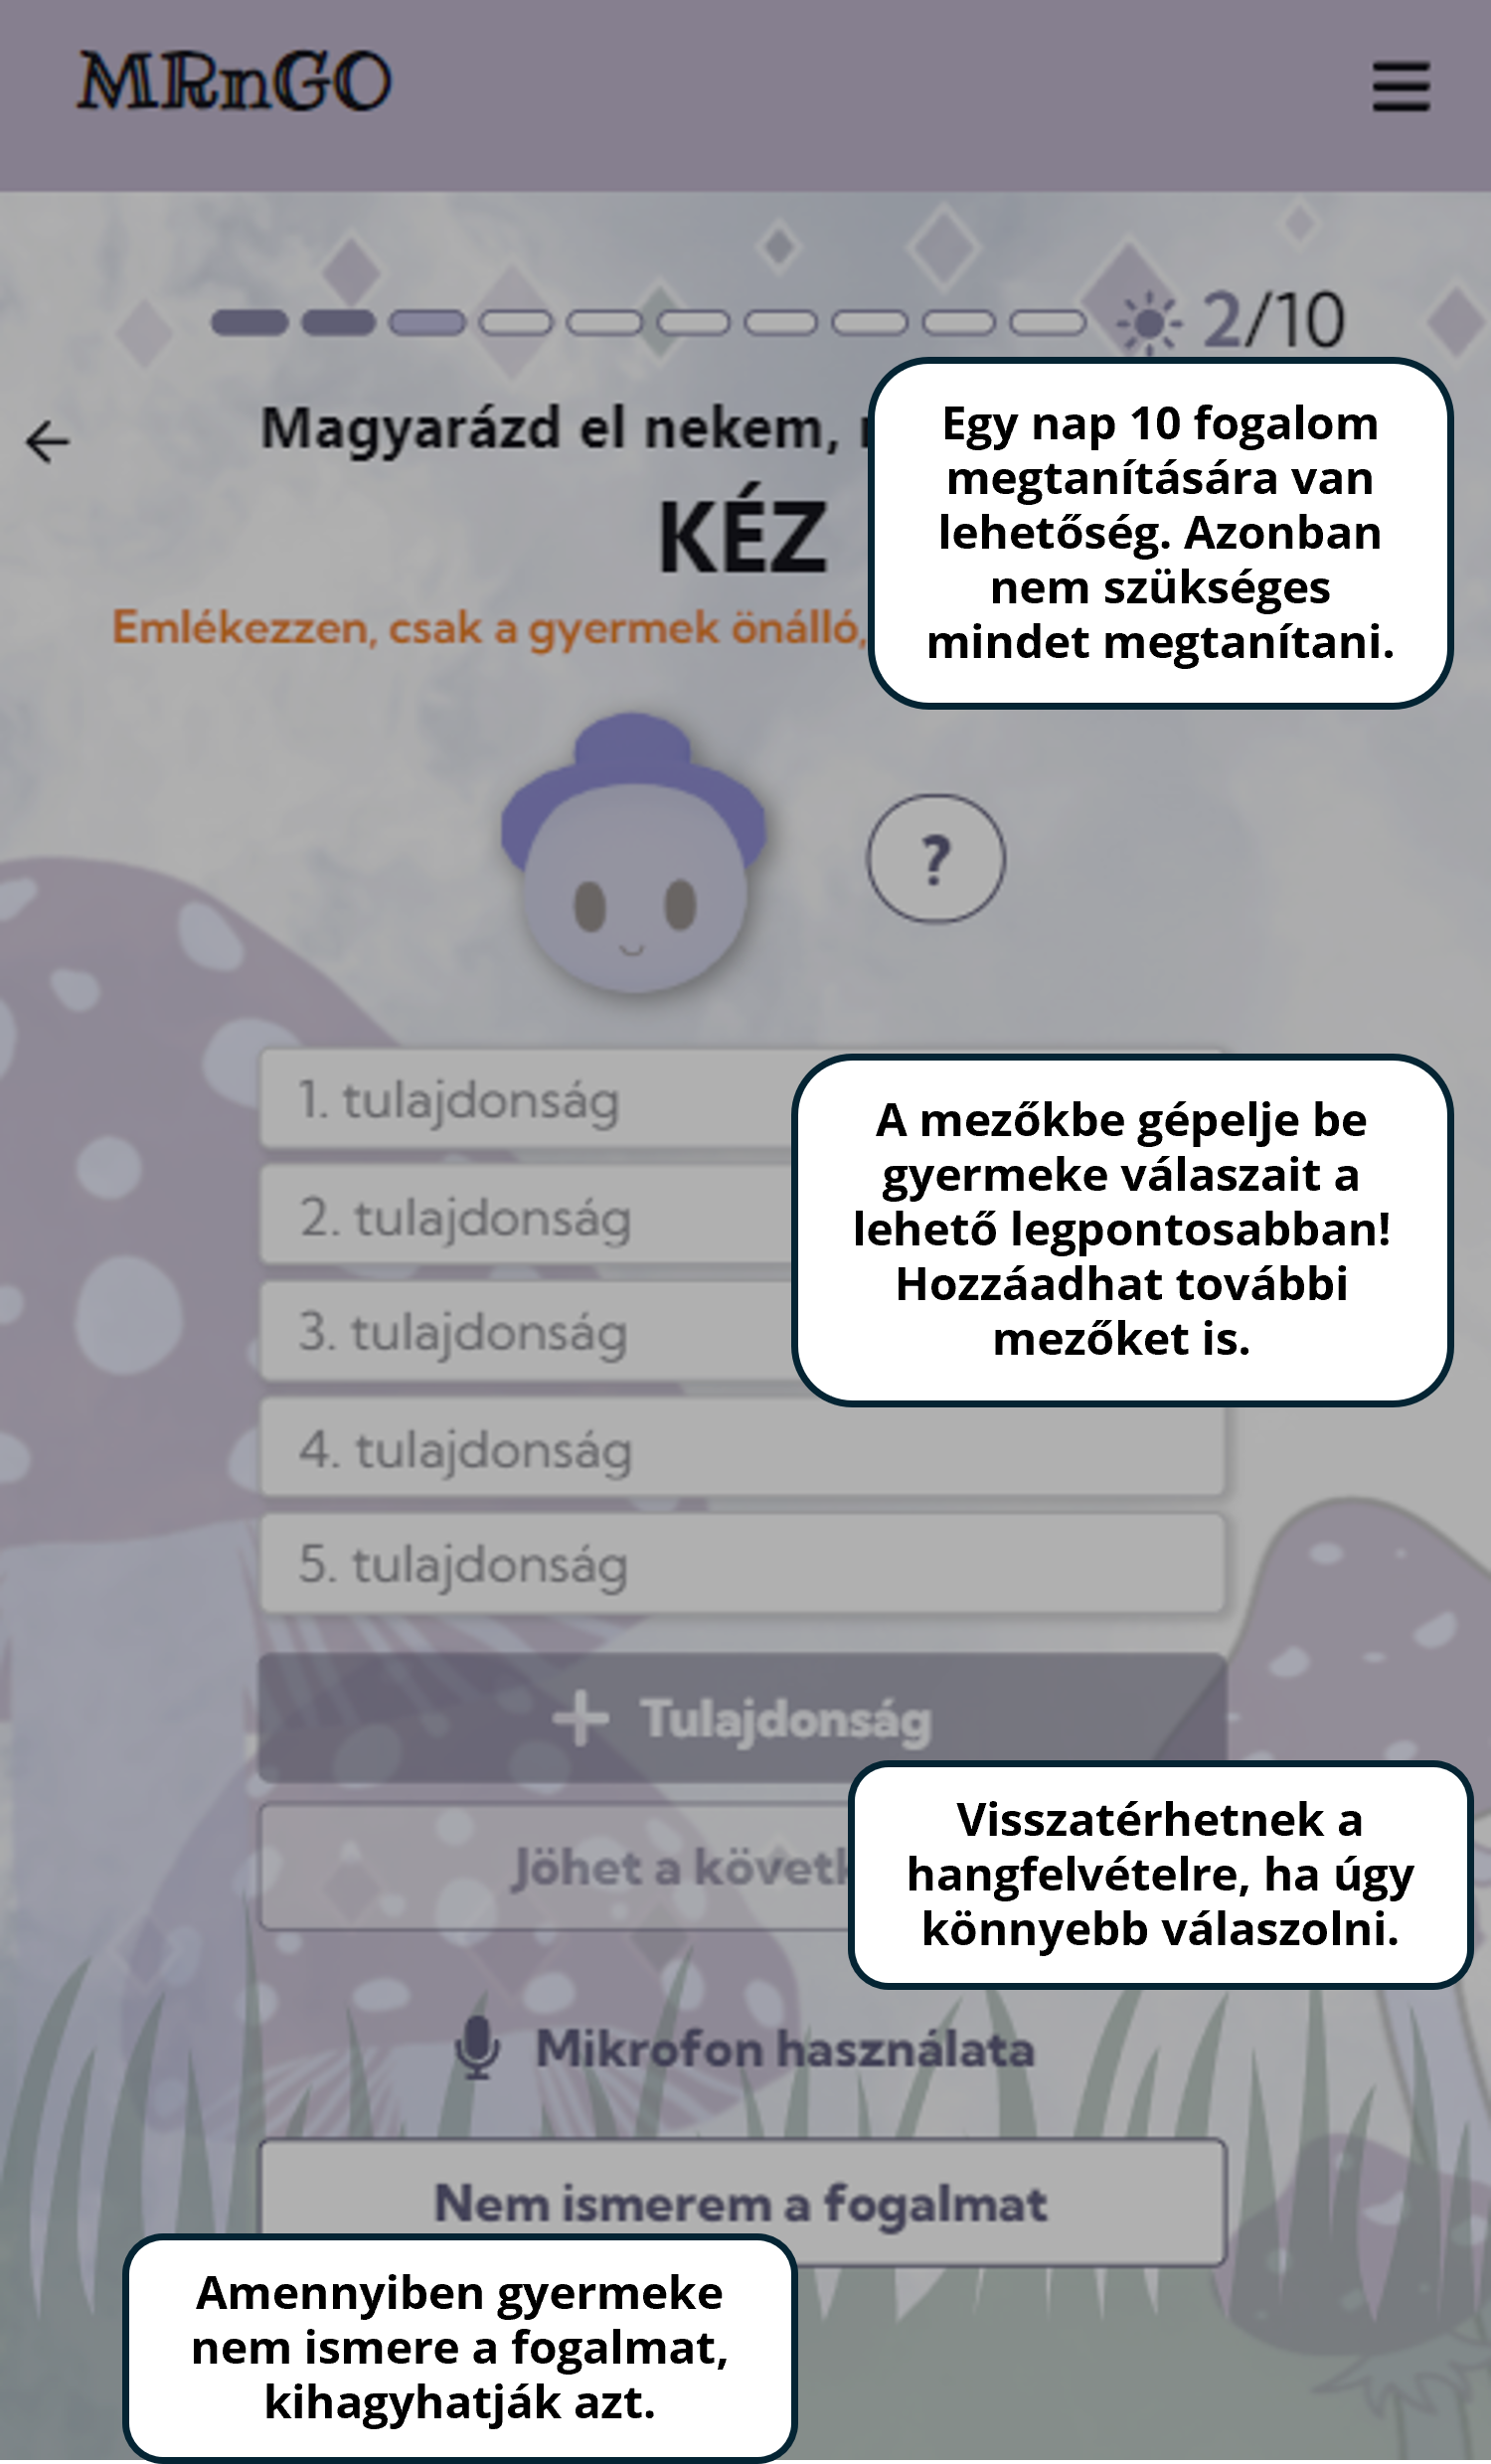 MRnGO
2/10
Magyarázd el nekem,
Egy nap 10 fogalom
megtanítására van
lehetőség. Azonban
nem szükséges
mindet megtanítani.
KÉZ
Emlékezzen, csak a gyermek önálló,
?
1. tulajdonság
2. tulajdonság
3. tulajdonság
4. tulajdonság
5. tulajdonság
A mezőkbe gépelje be
gyermeke válaszait a
lehető legpontosabban!
Hozzáadhat további
mezőket is.
+ Tulajdonság
Jöhet a
Visszatérhetnek a
hangfelvételre, ha úgy
könnyebb válaszolni.
Mikrofon használata
Nem ismerem a fogalmat
Amennyiben gyermeke
nem ismere a fogalmat,
kihagyhatják azt.